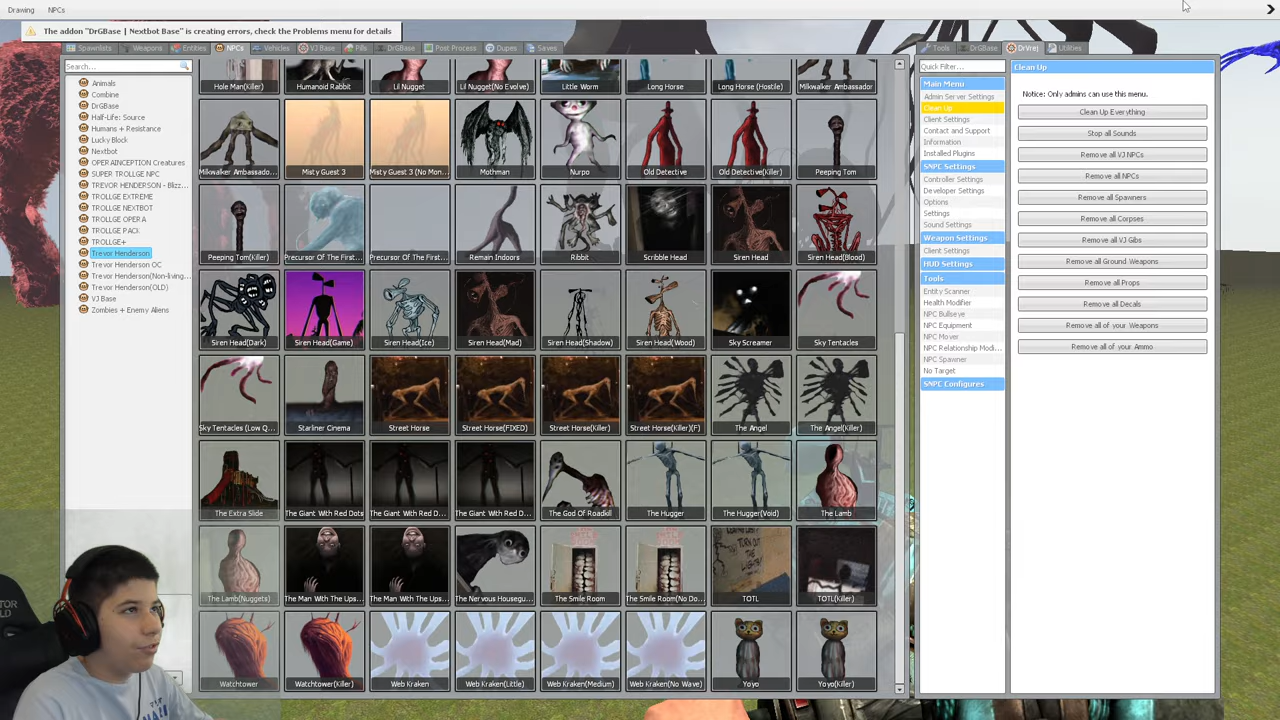 Drawing NPCs
The addon "DrGBase | Nextbot Base" is creating errors, check the Problems menu for details
Spawnlists Weapons Entities NPCs Vehicles VJ Base Pills DrGBase Post Process Dupes Saves
Tools DrGBase DrVrej Utilities
Search...
Animals
Combine
DrGBase
Half-Life: Source
Humans + Resistance
Lucky Block
Nextbot
OPERAINCEPTION Creatures
SUPER TROLLGE NPC
TREVOR HENDERSON - Blizz...
TROLLGE EXTREME
TROLLGE NEXTBOT
TROLLGE OPER A
TROLLGE PACK
TROLLGE+
Trevor Henderson
Trevor Henderson OC
Trevor Henderson(Non-living...
Trevor Henderson(OLD)
VJ Base
Zombies + Enemy Aliens
Hole Man(Killer) Humanoid Rabbit Lil Nugget Lil Nugget(No Evolve) Little Worm Long Horse Long Horse (Hostile) Milkwalker Ambassador
Milkwalker Ambassado... Misty Guest 3 Misty Guest 3 (No Mon... Mothman Nurpo Old Detective Old Detective(Killer) Peeping Tom
Peeping Tom(Killer) Precursor Of The First... Precursor Of The First... Remain Indoors Ribbit Scribble Head Siren Head Siren Head(Blood)
Siren Head(Dark) Siren Head(Game) Siren Head(Ice) Siren Head(Mad) Siren Head(Shadow) Siren Head(Wood) Sky Screamer Sky Tentacles
Sky Tentacles (Low Q... Starliner Cinema Street Horse Street Horse(FIXED) Street Horse(Killer) Street Horse(Killer)(F) The Angel The Angel(Killer)
The Extra Slide The Giant With Red Dots The Giant With Red D... The Giant With Red D... The God Of Roadkill The Hugger The Hugger(Void) The Lamb
The Lamb(Nuggets) The Man With The Ups... The Man With The Ups... The Nervous Housegu... The Smile Room The Smile Room(No Do... TOTL TOTL(Killer)
Watchtower Watchtower(Killer) Web Kraken Web Kraken(Little) Web Kraken(Medium) Web Kraken(No Wave) Yoyo Yoyo(Killer)
Quick Filter...
Main Menu
Admin Server Settings
Clean Up
Client Settings
Contact and Support
Information
Installed Plugins
SNPC Settings
Controller Settings
Developer Settings
Options
Settings
Sound Settings
Weapon Settings
Client Settings
HUD Settings
Tools
Entity Scanner
Health Modifier
NPC Bullseye
NPC Equipment
NPC Mover
NPC Relationship Modi...
NPC Spawner
No Target
SNPC Configures
Clean Up
Notice: Only admins can use this menu.
Clean Up Everything
Stop all Sounds
Remove all VJ NPCs
Remove all NPCs
Remove all Spawners
Remove all Corpses
Remove all VJ Gibs
Remove all Ground Weapons
Remove all Props
Remove all Decals
Remove all of your Weapons
Remove all of your Ammo